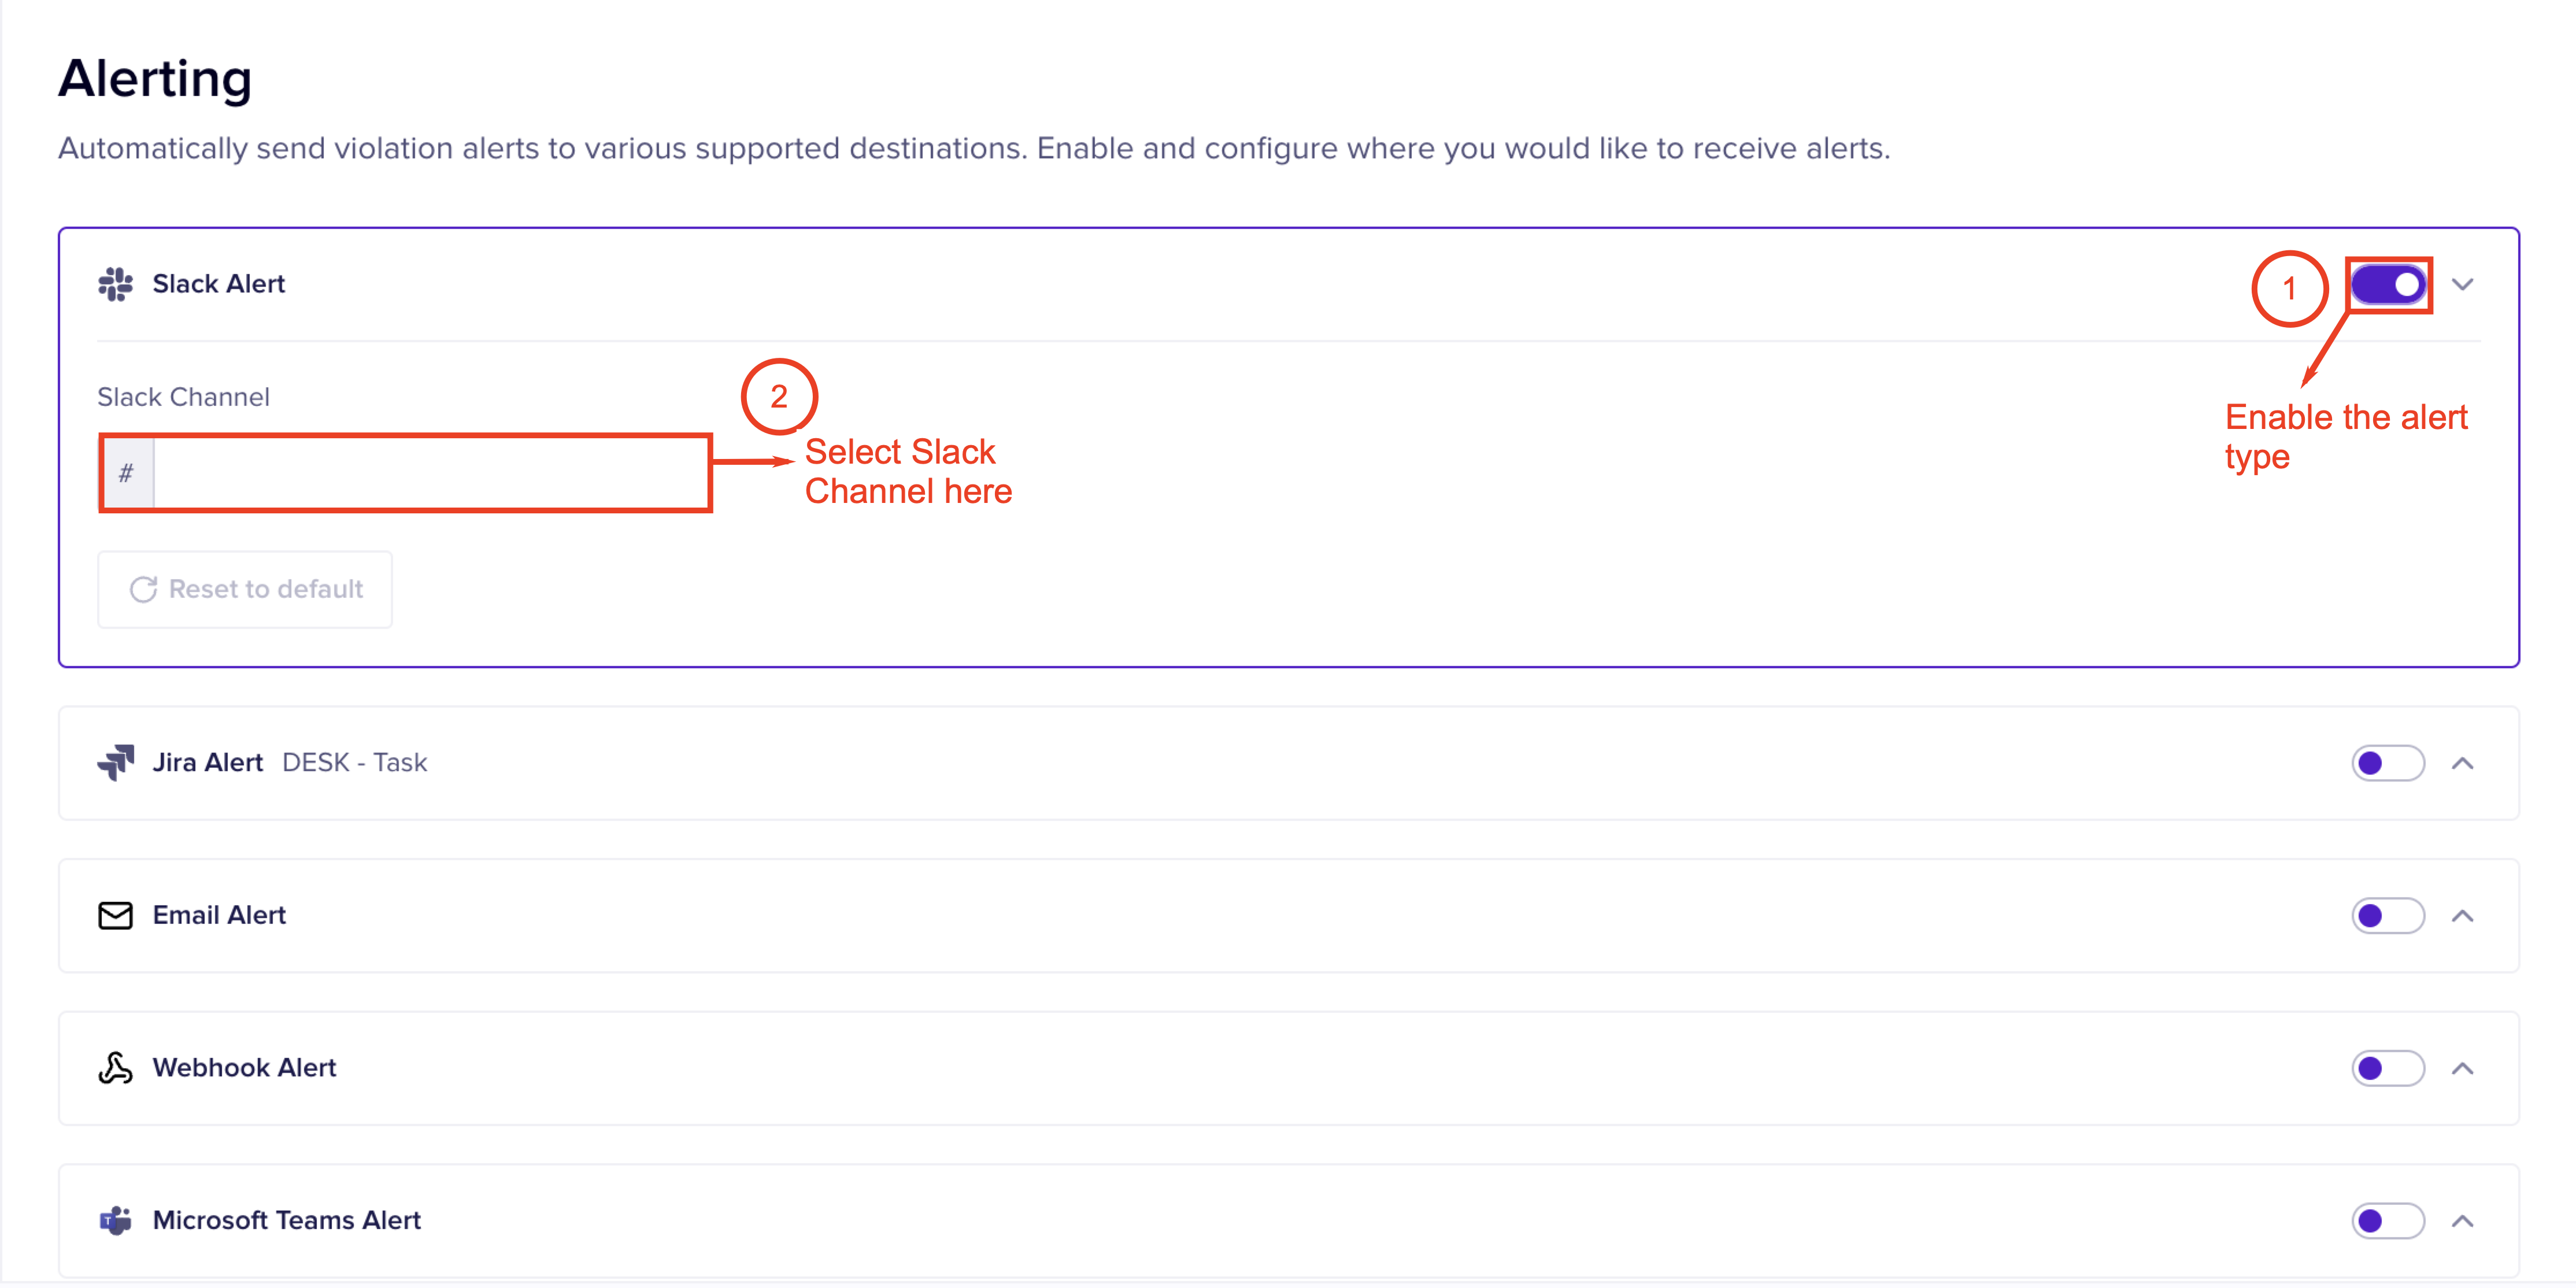 Alerting
Automatically send violation alerts to various supported destinations. Enable and configure where you would like to receive alerts.
Slack Alert
1
Enable the alert
type
Slack Channel
2
#
Select Slack
Channel here
Reset to default
Jira Alert DESK - Task
Email Alert
Webhook Alert
T
Microsoft Teams Alert